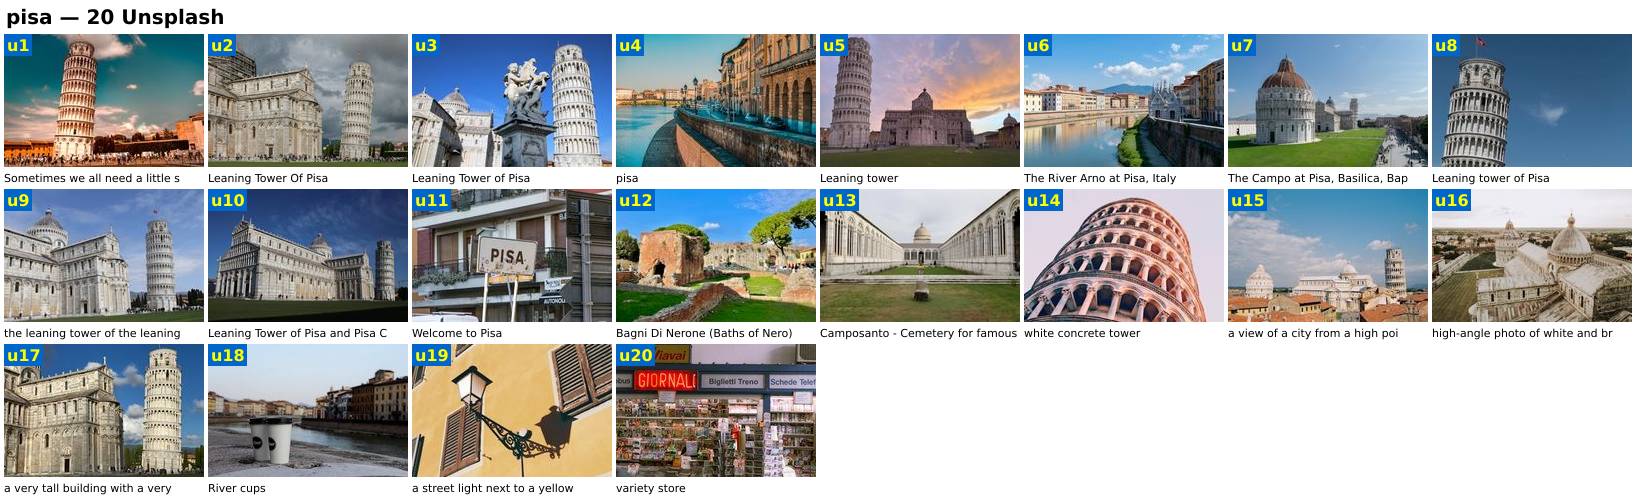 pisa — 20 Unsplash
u1
u2
u3
u4
u5
u6
u7
u8
Sometimes we all need a little s
Leaning Tower Of Pisa
Leaning Tower of Pisa
pisa
Leaning tower
The River Arno at Pisa, Italy
The Campo at Pisa, Basilica, Bap
Leaning tower of Pisa
u9
u10
u11
u12
u13
u14
u15
u16
PISA
the leaning tower of the leaning
Leaning Tower of Pisa and Pisa C
Welcome to Pisa
Bagni Di Nerone (Baths of Nero)
Camposanto - Cemetery for famous
white concrete tower
a view of a city from a high poi
high-angle photo of white and br
u17
u18
u19
u20
Viavai
bus
GIORNALI
Biglietti Treno
Schede Telef
a very tall building with a very
River cups
a street light next to a yellow
variety store